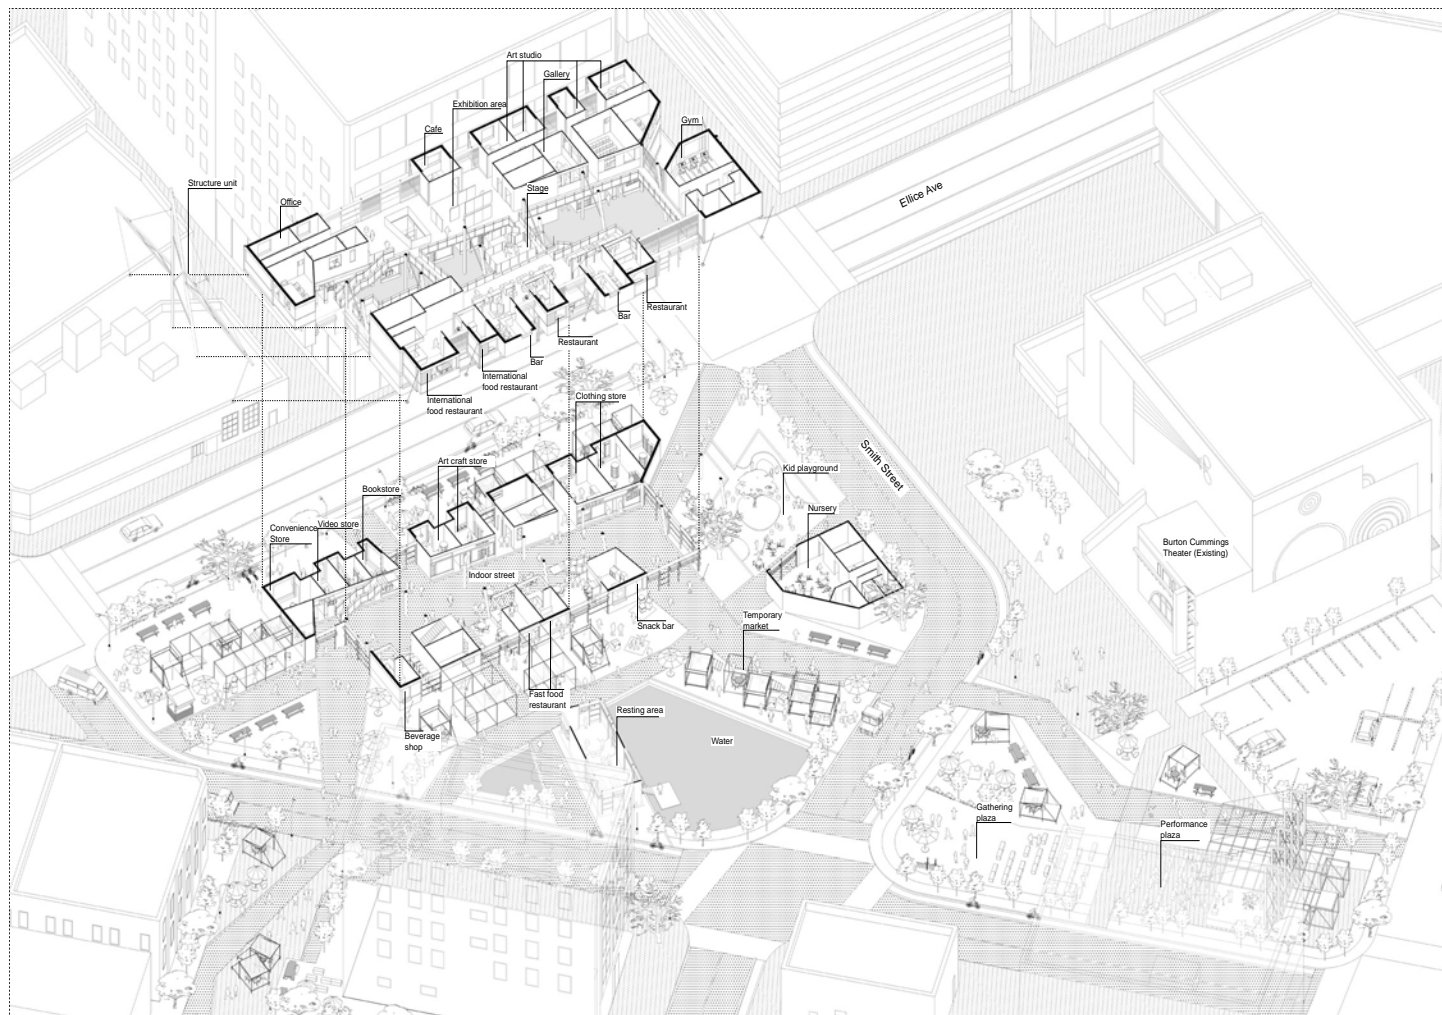 Art studio
Gallery
Exhibition area
Cafe
Gym
Structure unit
Office
Stage
Ellice Ave
Restaurant
Bar
Restaurant
Bar
International
food restaurant
International
food restaurant
Clothing store
Smith Street
Art craft store
Kid playground
Bookstore
Nursery
Convenience
Store
Video store
Burton Cummings
Theater (Existing)
Indoor street
Snack bar
Temporary
market
Fast food
restaurant
Resting area
Beverage
shop
Water
Gathering
plaza
Performance
plaza